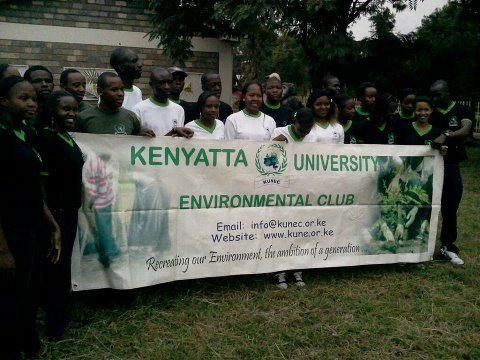 KENYATTA UNIVERSITY
KUNEC
ENVIRONMENTAL CLUB
Email: info@kunec.or.ke
Website: www.kune.or.ke
Recreating our Environment, the ambition of a generation